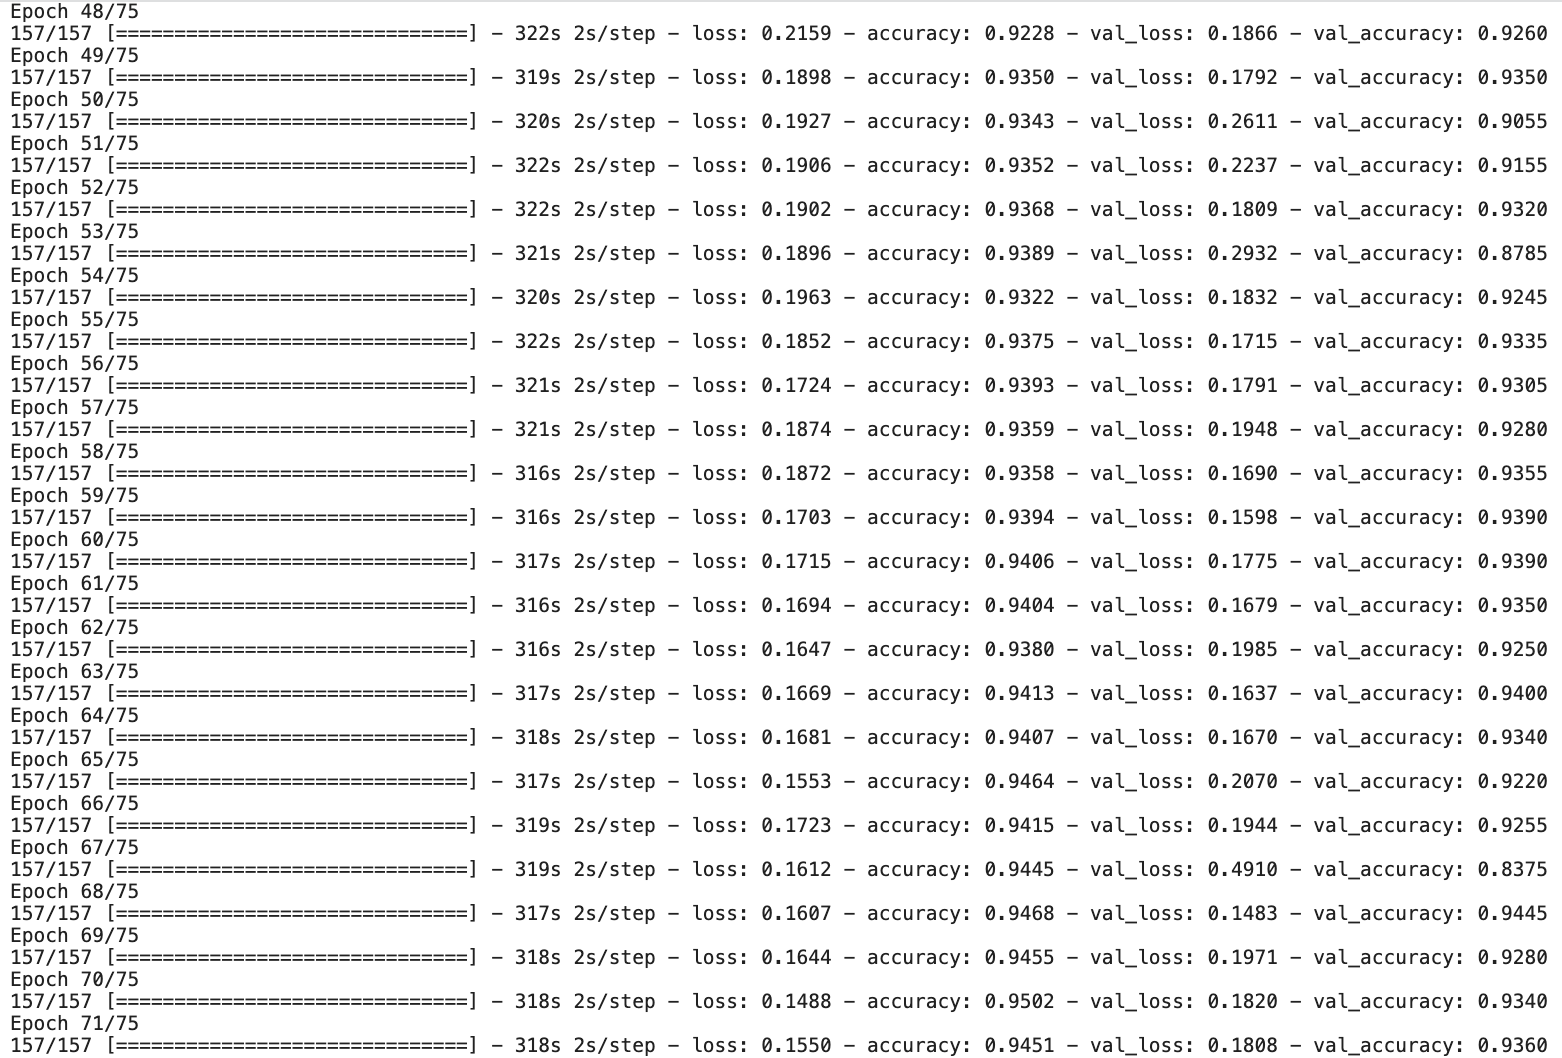 Epoch 48/75
157/157 [==============================] - 322s 2s/step - loss: 0.2159 - accuracy: 0.9228 - val_loss: 0.1866 - val_accuracy: 0.9260
Epoch 49/75
157/157 [==============================] - 319s 2s/step - loss: 0.1898 - accuracy: 0.9350 - val_loss: 0.1792 - val_accuracy: 0.9350
Epoch 50/75
157/157 [==============================] - 320s 2s/step - loss: 0.1927 - accuracy: 0.9343 - val_loss: 0.2611 - val_accuracy: 0.9055
Epoch 51/75
157/157 [==============================] - 322s 2s/step - loss: 0.1906 - accuracy: 0.9352 - val_loss: 0.2237 - val_accuracy: 0.9155
Epoch 52/75
157/157 [==============================] - 322s 2s/step - loss: 0.1902 - accuracy: 0.9368 - val_loss: 0.1809 - val_accuracy: 0.9320
Epoch 53/75
157/157 [==============================] - 321s 2s/step - loss: 0.1896 - accuracy: 0.9389 - val_loss: 0.2932 - val_accuracy: 0.8785
Epoch 54/75
157/157 [==============================] - 320s 2s/step - loss: 0.1963 - accuracy: 0.9322 - val_loss: 0.1832 - val_accuracy: 0.9245
Epoch 55/75
157/157 [==============================] - 322s 2s/step - loss: 0.1852 - accuracy: 0.9375 - val_loss: 0.1715 - val_accuracy: 0.9335
Epoch 56/75
157/157 [==============================] - 321s 2s/step - loss: 0.1724 - accuracy: 0.9393 - val_loss: 0.1791 - val_accuracy: 0.9305
Epoch 57/75
157/157 [==============================] - 321s 2s/step - loss: 0.1874 - accuracy: 0.9359 - val_loss: 0.1948 - val_accuracy: 0.9280
Epoch 58/75
157/157 [==============================] - 316s 2s/step - loss: 0.1872 - accuracy: 0.9358 - val_loss: 0.1690 - val_accuracy: 0.9355
Epoch 59/75
157/157 [==============================] - 316s 2s/step - loss: 0.1703 - accuracy: 0.9394 - val_loss: 0.1598 - val_accuracy: 0.9390
Epoch 60/75
157/157 [==============================] - 317s 2s/step - loss: 0.1715 - accuracy: 0.9406 - val_loss: 0.1775 - val_accuracy: 0.9390
Epoch 61/75
157/157 [==============================] - 316s 2s/step - loss: 0.1694 - accuracy: 0.9404 - val_loss: 0.1679 - val_accuracy: 0.9350
Epoch 62/75
157/157 [==============================] - 316s 2s/step - loss: 0.1647 - accuracy: 0.9380 - val_loss: 0.1985 - val_accuracy: 0.9250
Epoch 63/75
157/157 [==============================] - 317s 2s/step - loss: 0.1669 - accuracy: 0.9413 - val_loss: 0.1637 - val_accuracy: 0.9400
Epoch 64/75
157/157 [==============================] - 318s 2s/step - loss: 0.1681 - accuracy: 0.9407 - val_loss: 0.1670 - val_accuracy: 0.9340
Epoch 65/75
157/157 [==============================] - 317s 2s/step - loss: 0.1553 - accuracy: 0.9464 - val_loss: 0.2070 - val_accuracy: 0.9220
Epoch 66/75
157/157 [==============================] - 319s 2s/step - loss: 0.1723 - accuracy: 0.9415 - val_loss: 0.1944 - val_accuracy: 0.9255
Epoch 67/75
157/157 [==============================] - 319s 2s/step - loss: 0.1612 - accuracy: 0.9445 - val_loss: 0.4910 - val_accuracy: 0.8375
Epoch 68/75
157/157 [==============================] - 317s 2s/step - loss: 0.1607 - accuracy: 0.9468 - val_loss: 0.1483 - val_accuracy: 0.9445
Epoch 69/75
157/157 [==============================] - 318s 2s/step - loss: 0.1644 - accuracy: 0.9455 - val_loss: 0.1971 - val_accuracy: 0.9280
Epoch 70/75
157/157 [==============================] - 318s 2s/step - loss: 0.1488 - accuracy: 0.9502 - val_loss: 0.1820 - val_accuracy: 0.9340
Epoch 71/75
157/157 [==============================] - 318s 2s/step - loss: 0.1550 - accuracy: 0.9451 - val_loss: 0.1808 - val_accuracy: 0.9360